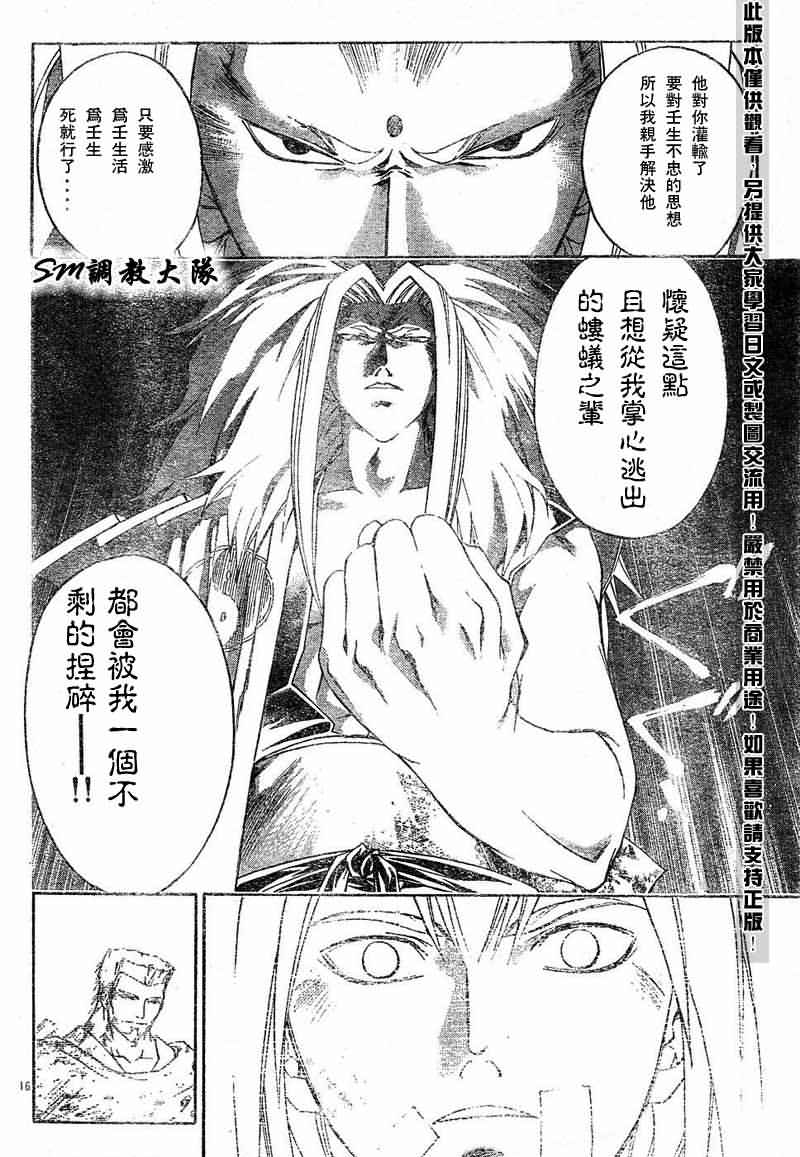 他對你灌輸了
要對壬生不忠的思想
所以我親手解決他
只要感激
為壬生活
為壬生
死就行了‥‥
SM調教大隊
懷疑這點
且想從我掌心逃出
的螻蟻之輩
都會被我一個不
剩的捏碎──!!
16
此版本僅供觀看!!另提供大家學習日文或製圖交流用!嚴禁用於商業用途!如果喜歡請支持正版!